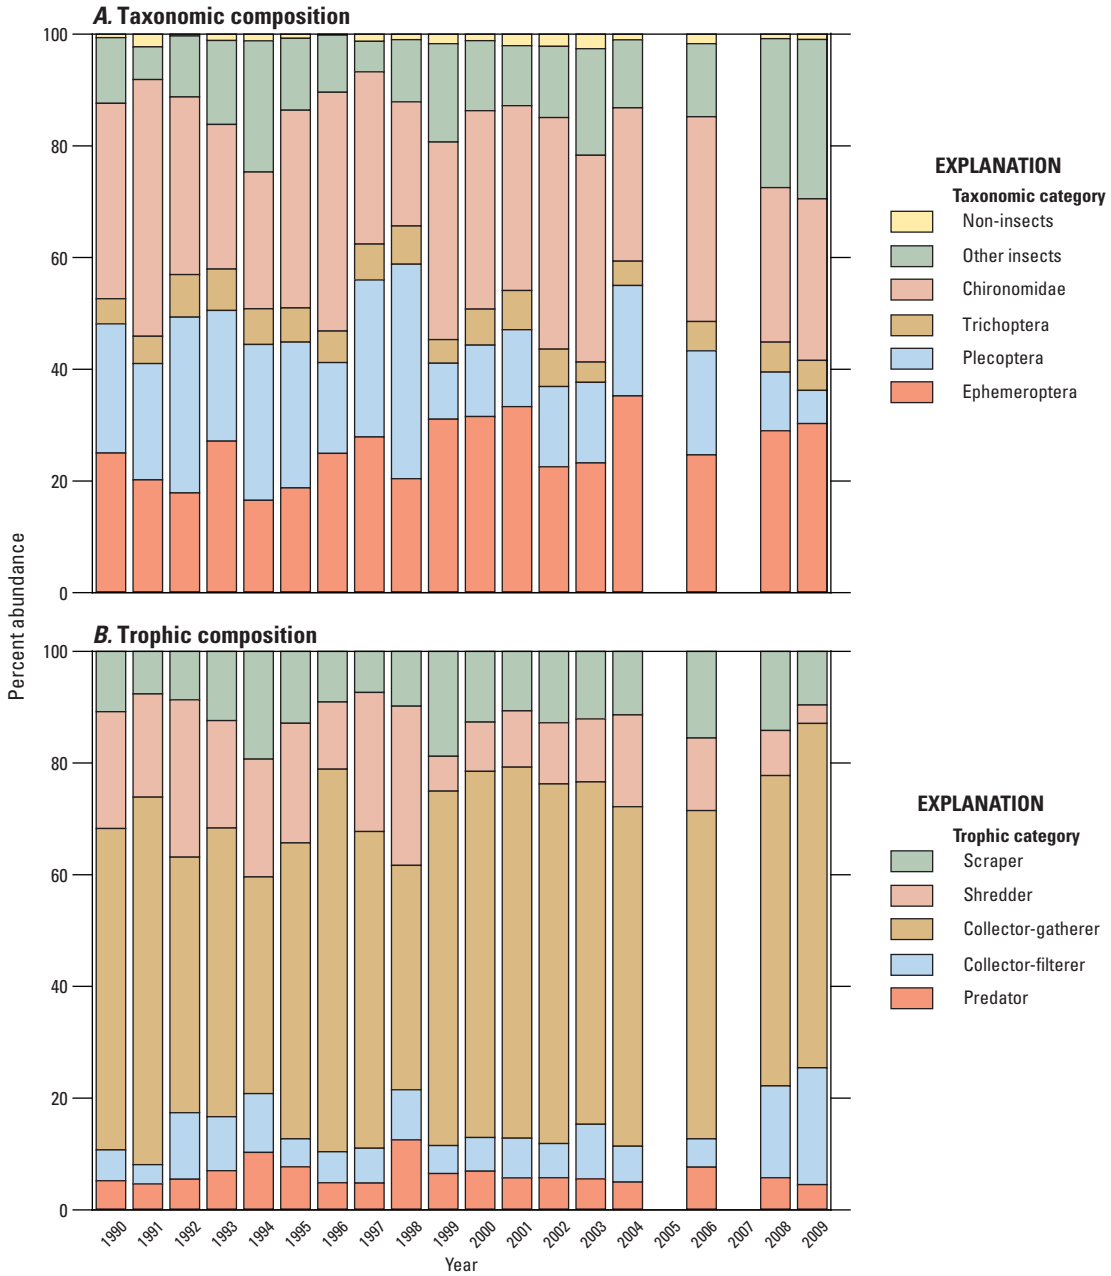 A. Taxonomic composition
100
80
60
40
20
0
EXPLANATION
Taxonomic category
Non-insects
Other insects
Chironomidae
Trichoptera
Plecoptera
Ephemeroptera
Percent abundance
B. Trophic composition
100
80
60
40
20
0
EXPLANATION
Trophic category
Scraper
Shredder
Collector-gatherer
Collector-filterer
Predator
1990 1991 1992 1993 1994 1995 1996 1997 1998 1999 2000 2001 2002 2003 2004 2005 2006 2007 2008 2009
Year